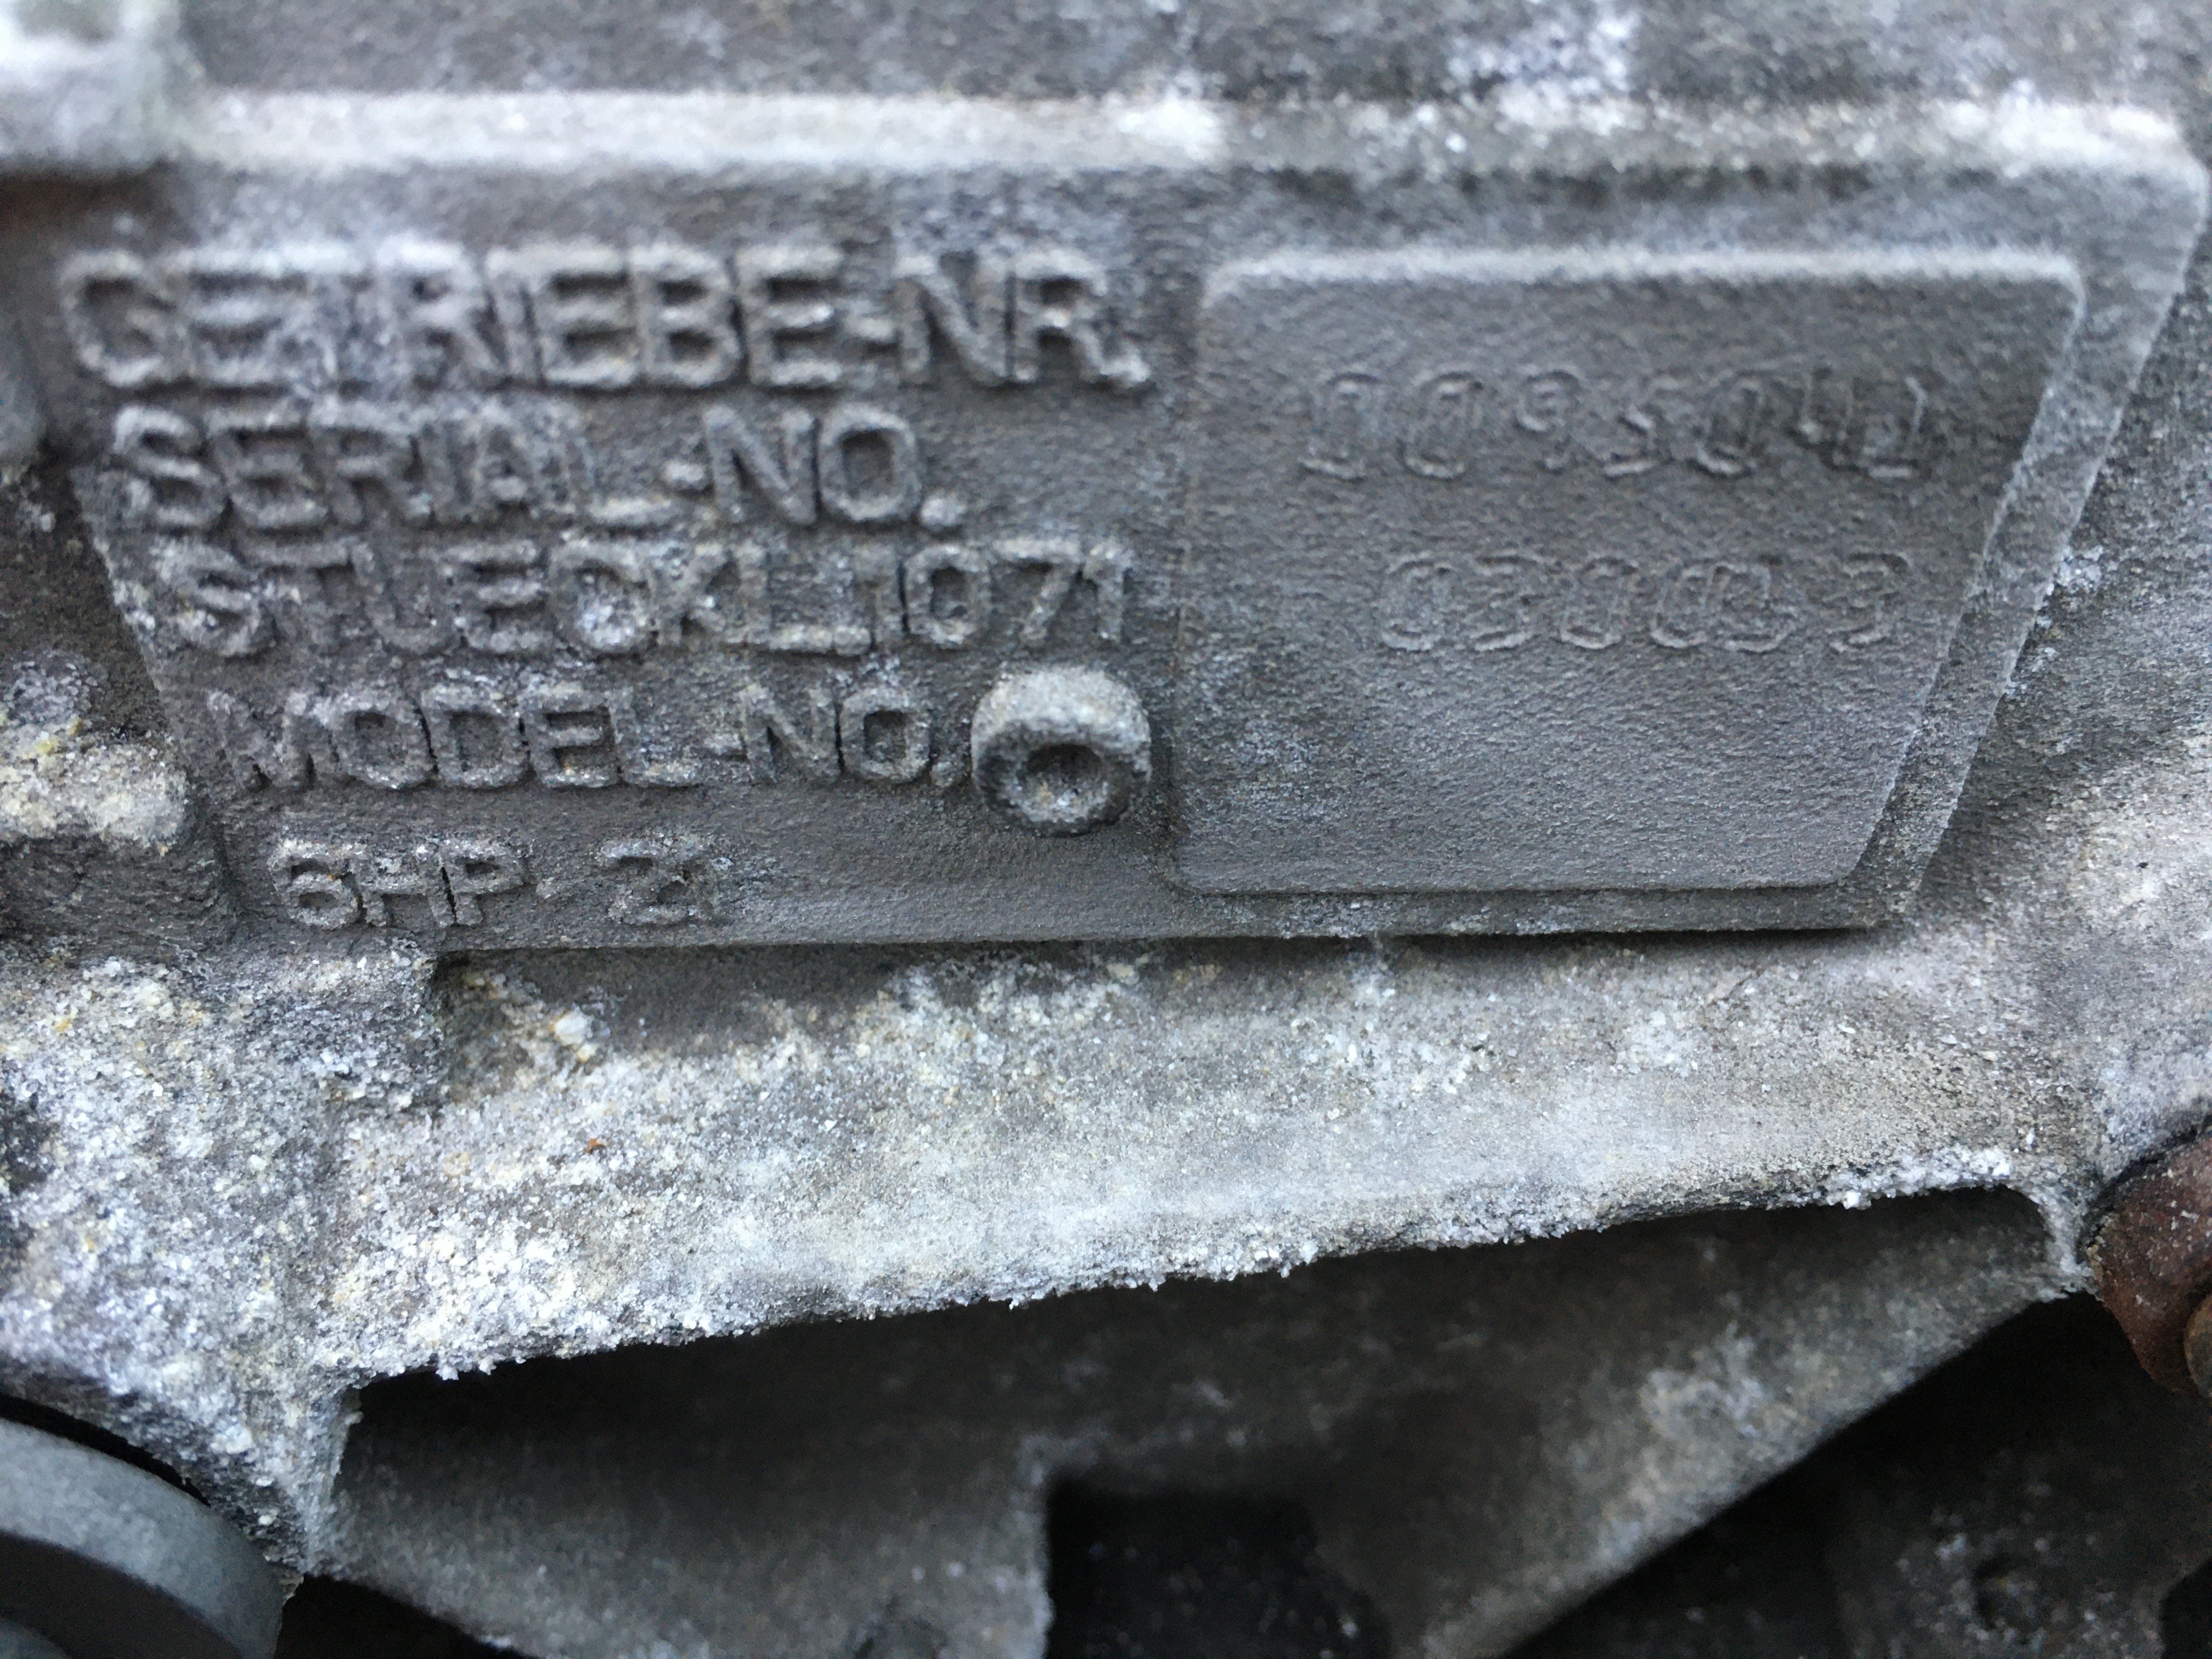 GETRIEBE-NR.
SERIAL-NO.
STUECKL.1071
MODEL-NO.
6HP-21